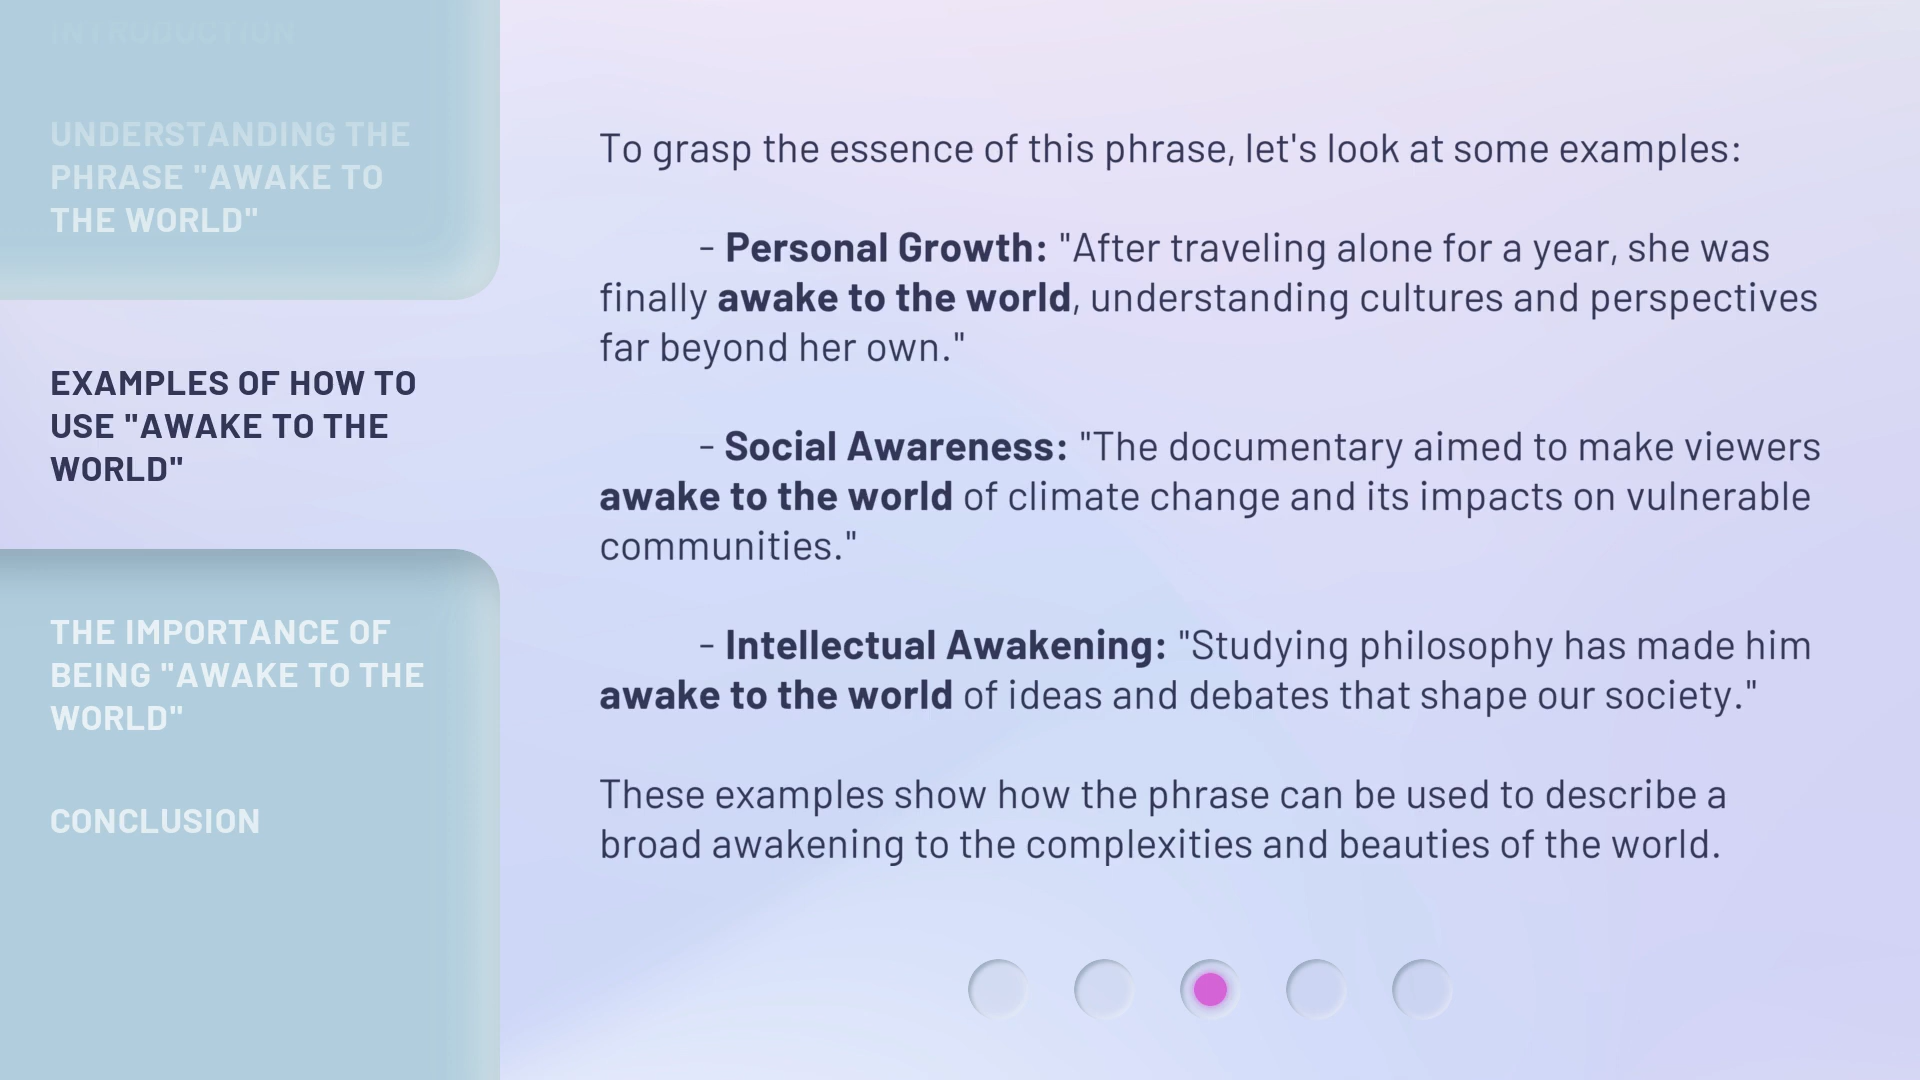 INTRODUCTION
UNDERSTANDING THE
PHRASE "AWAKE TO
THE WORLD"
EXAMPLES OF HOW TO
USE "AWAKE TO THE
WORLD"
THE IMPORTANCE OF
BEING "AWAKE TO THE
WORLD"
CONCLUSION
To grasp the essence of this phrase, let's look at some examples:
- Personal Growth: "After traveling alone for a year, she was
finally awake to the world, understanding cultures and perspectives
far beyond her own."
- Social Awareness: "The documentary aimed to make viewers
awake to the world of climate change and its impacts on vulnerable
communities."
- Intellectual Awakening: "Studying philosophy has made him
awake to the world of ideas and debates that shape our society."
These examples show how the phrase can be used to describe a
broad awakening to the complexities and beauties of the world.